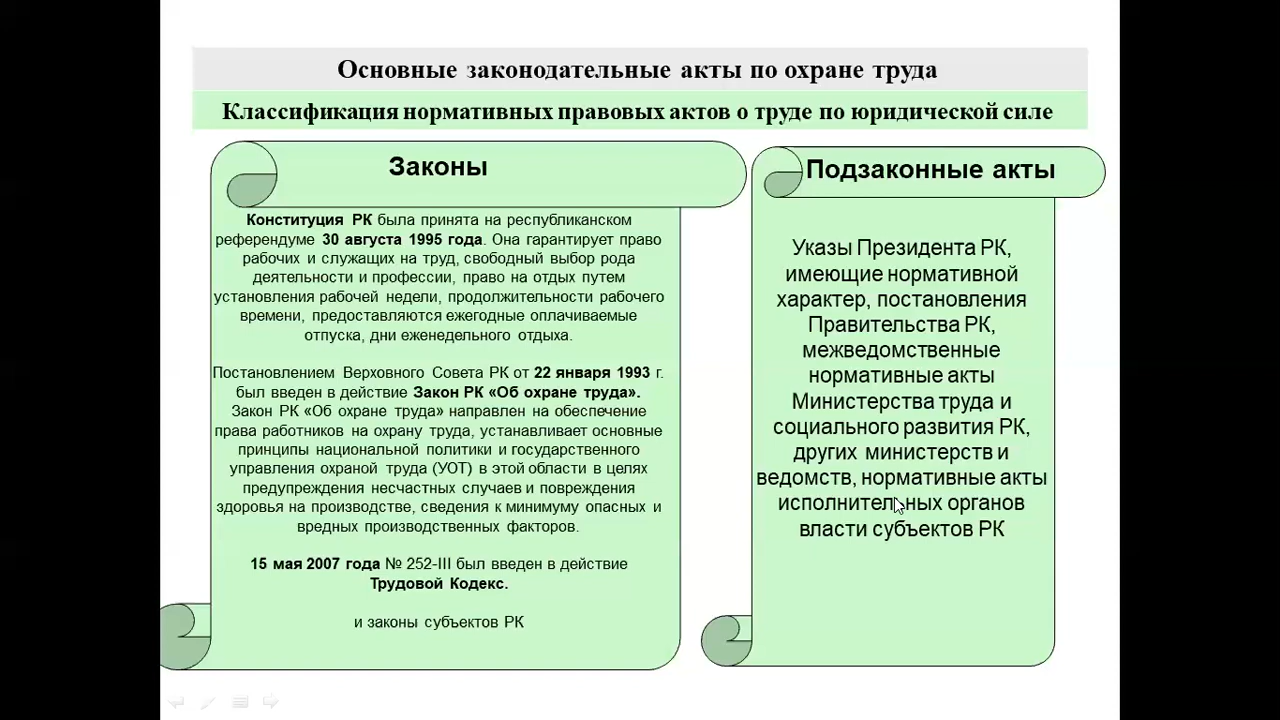 Основные законодательные акты по охране труда
Классификация нормативных правовых актов о труде по юридической силе
Законы
Конституция РК была принята на республиканском
референдуме 30 августа 1995 года. Она гарантирует право
рабочих и служащих на труд, свободный выбор рода
деятельности и профессии, право на отдых путем
установления рабочей недели, продолжительности рабочего
времени, предоставляются ежегодные оплачиваемые
отпуска, дни еженедельного отдыха.
Постановлением Верховного Совета РК от 22 января 1993 г.
был введен в действие Закон РК «Об охране труда».
Закон РК «Об охране труда» направлен на обеспечение
права работников на охрану труда, устанавливает основные
принципы национальной политики и государственного
управления охраной труда (УОТ) в этой области в целях
предупреждения несчастных случаев и повреждения
здоровья на производстве, сведения к минимуму опасных и
вредных производственных факторов.
15 мая 2007 года № 252-III был введен в действие
Трудовой Кодекс.
и законы субъектов РК
Подзаконные акты
Указы Президента РК,
имеющие нормативной
характер, постановления
Правительства РК,
межведомственные
нормативные акты
Министерства труда и
социального развития РК,
других министерств и
ведомств, нормативные акты
исполнительных органов
власти субъектов РК